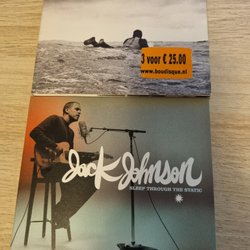 3 voor € 25.00
www.boudisque.nl
Jack Johnson
SLEEP THROUGH THE STATIC